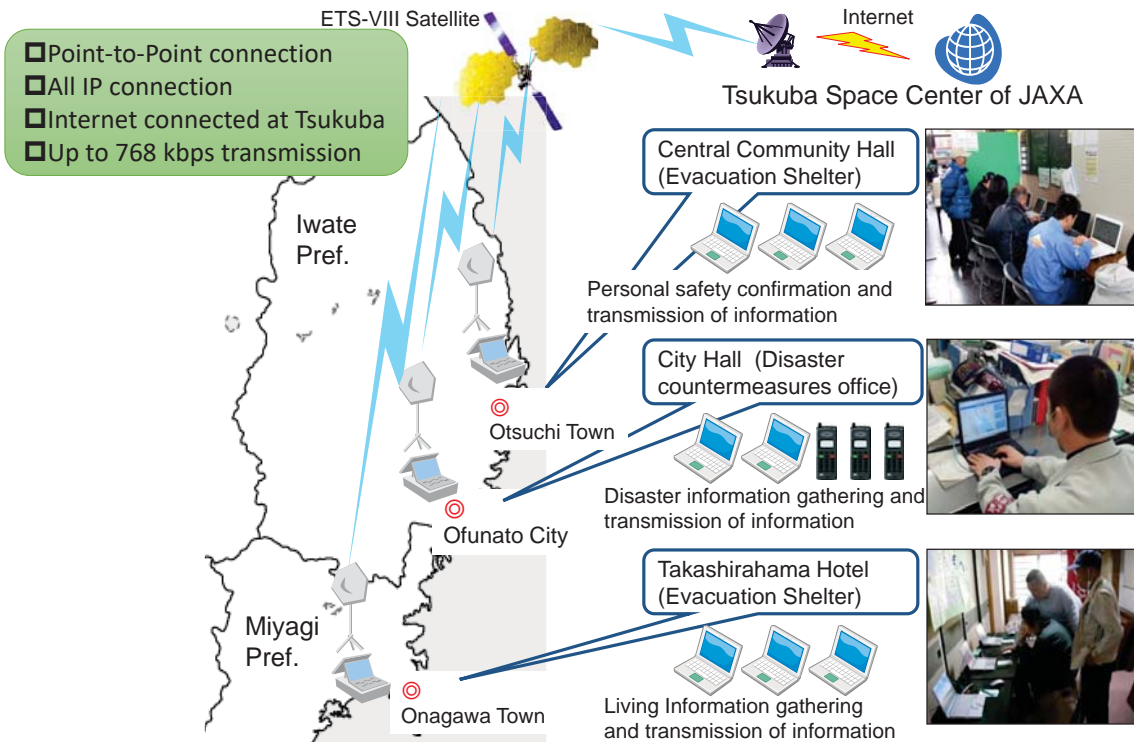 ETS-VIII Satellite
Internet
Tsukuba Space Center of JAXA
❑Point-to-Point connection
❑All IP connection
❑Internet connected at Tsukuba
❑Up to 768 kbps transmission
Iwate
Pref.
Central Community Hall
(Evacuation Shelter)
Personal safety confirmation and
transmission of information
Otsuchi Town
City Hall (Disaster
countermeasures office)
Disaster information gathering and
transmission of information
Ofunato City
Miyagi
Pref.
Takashirahama Hotel
(Evacuation Shelter)
Living Information gathering
and transmission of information
Onagawa Town